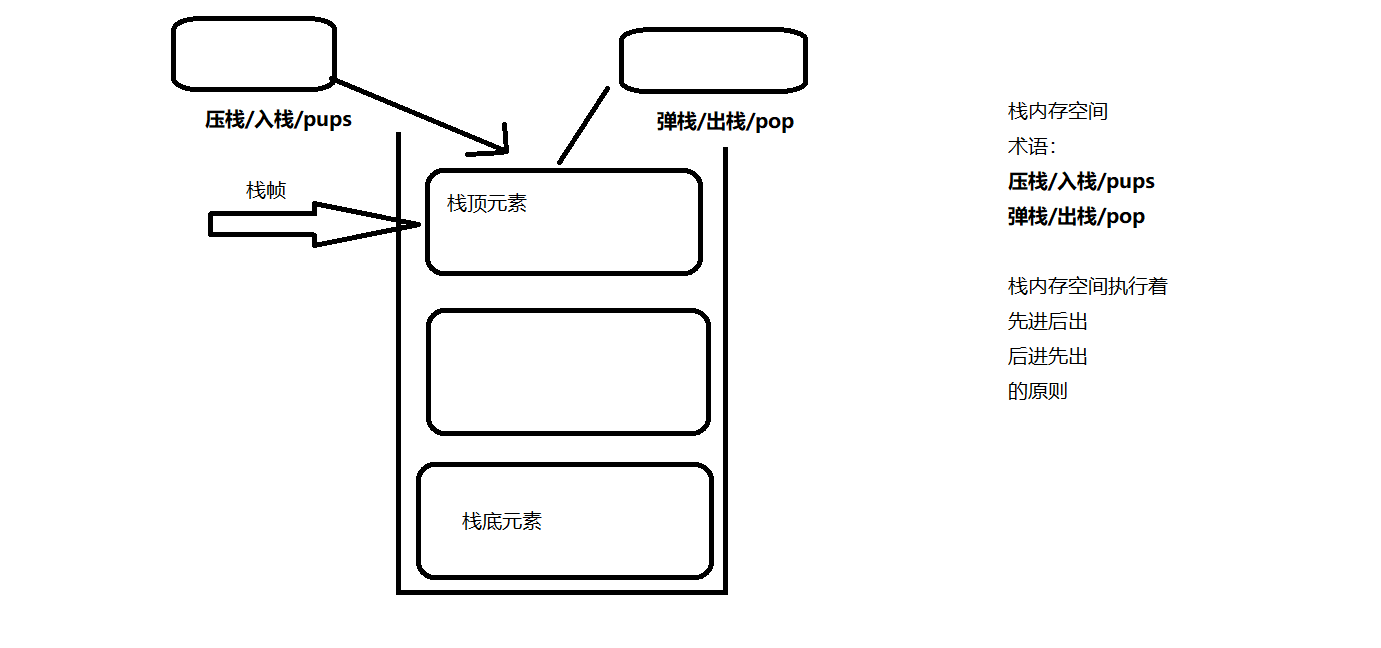 压栈/入栈/pups
弹栈/出栈/pop
栈帧
栈顶元素
栈底元素
栈内存空间
术语：
压栈/入栈/pups
弹栈/出栈/pop
栈内存空间执行着
先进后出
后进先出
的原则